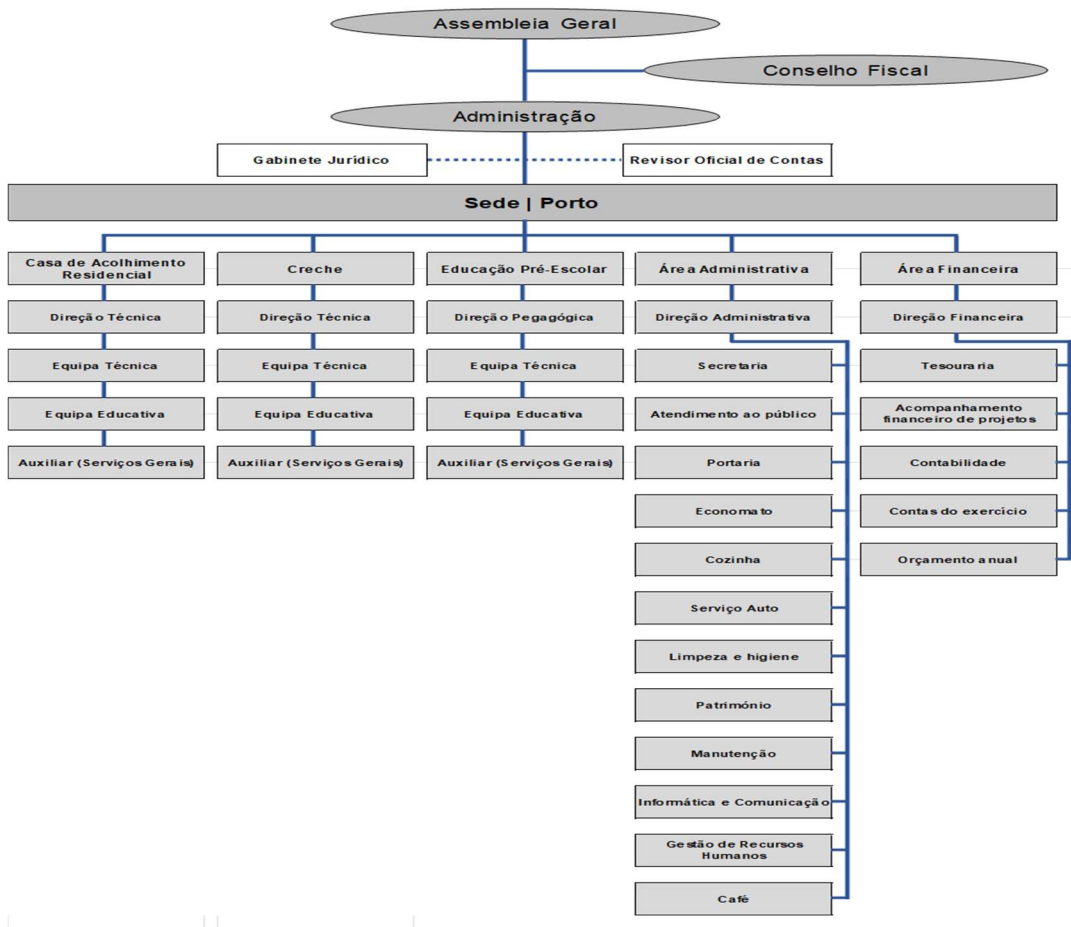 Assembleia Geral
Conselho Fiscal
Administração
Gabinete Jurídico
Revisor Oficial de Contas
Sede | Porto
Casa de Acolhimento
Residencial
Creche
Educação Pré-Escolar
Área Administrativa
Área Financeira
Direção Técnica
Direção Técnica
Direção Pegagógica
Direção Administrativa
Direção Financeira
Equipa Técnica
Equipa Técnica
Equipa Técnica
Secretaria
Tesouraria
Equipa Educativa
Equipa Educativa
Equipa Educativa
Atendimento ao público
Acompanhamento
financeiro de projetos
Auxiliar (Serviços Gerais)
Auxiliar (Serviços Gerais)
Auxiliar (Serviços Gerais)
Portaria
Contabilidade
Economato
Contas do exercício
Cozinha
Orçamento anual
Serviço Auto
Limpeza e higiene
Património
Manutenção
Informática e Comunicação
Gestão de Recursos
Humanos
Café